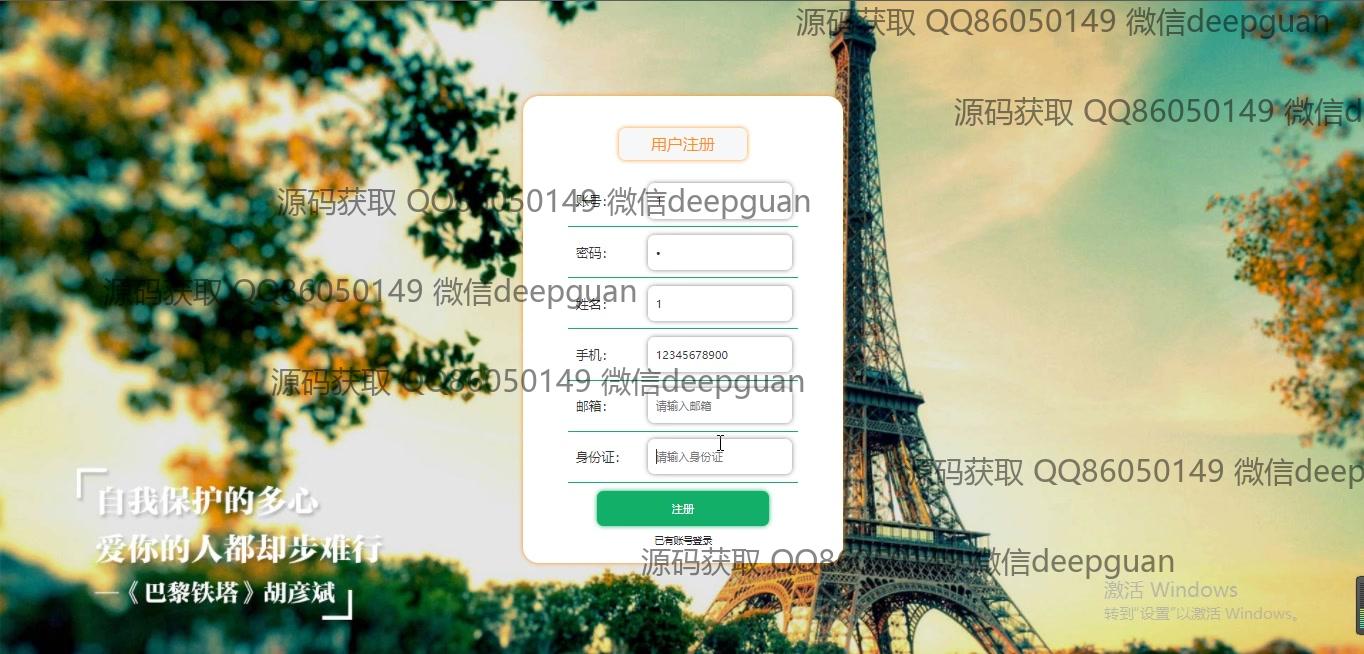 源码获取 QQ86050149 微信deepguan
源码获取 QQ86050149 微信d
用户注册
源码获取 QQ86050149 微信deepguan
账号:
密码: •
源码获取 QQ86050149 微信deepguan
姓名: 1
手机: 12345678900
源码获取 QQ86050149 微信deepguan
邮箱: 请输入邮箱
身份证: 请输入身份证
源码获取 QQ86050149 微信deep
自我保护的多心
注册
爱你的人都却步难行
已有账号登录
源码获取 QQ86050149 微信deepguan
—《巴黎铁塔》胡彦斌
激活 Windows
转到"设置"以激活 Windows。